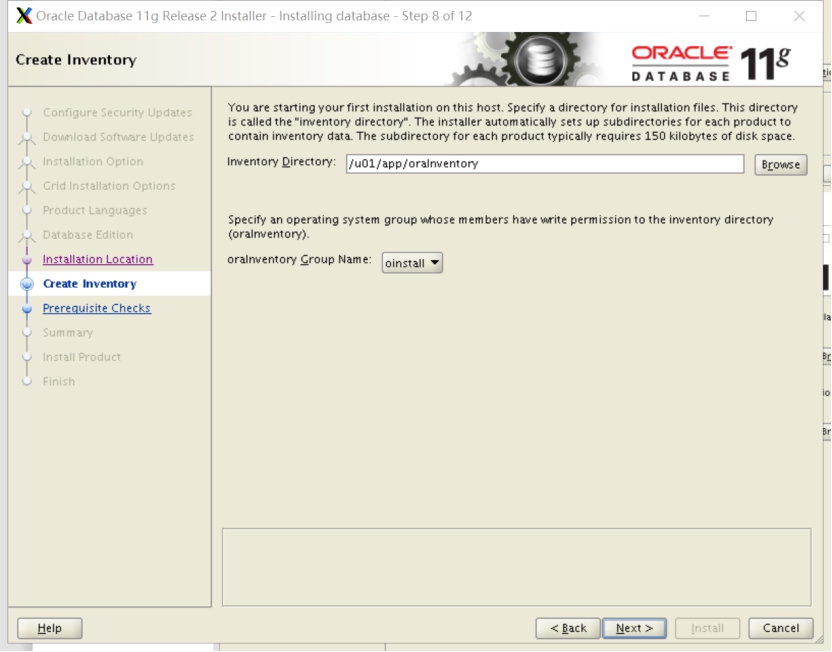 Oracle Database 11g Release 2 Installer - Installing database - Step 8 of 12
Create Inventory
ORACLE
DATABASE
11g
Configure Security Updates
Download Software Updates
Installation Option
Grid Installation Options
Product Languages
Database Edition
Installation Location
Create Inventory
Prerequisite Checks
Summary
Install Product
Finish
You are starting your first installation on this host. Specify a directory for installation files. This directory
is called the "inventory directory". The installer automatically sets up subdirectories for each product to
contain inventory data. The subdirectory for each product typically requires 150 kilobytes of disk space.
Inventory Directory: /u01/app/oraInventory Browse
Specify an operating system group whose members have write permission to the inventory directory
(oraInventory).
oraInventory Group Name: oinstall
Help < Back Next > Install Cancel